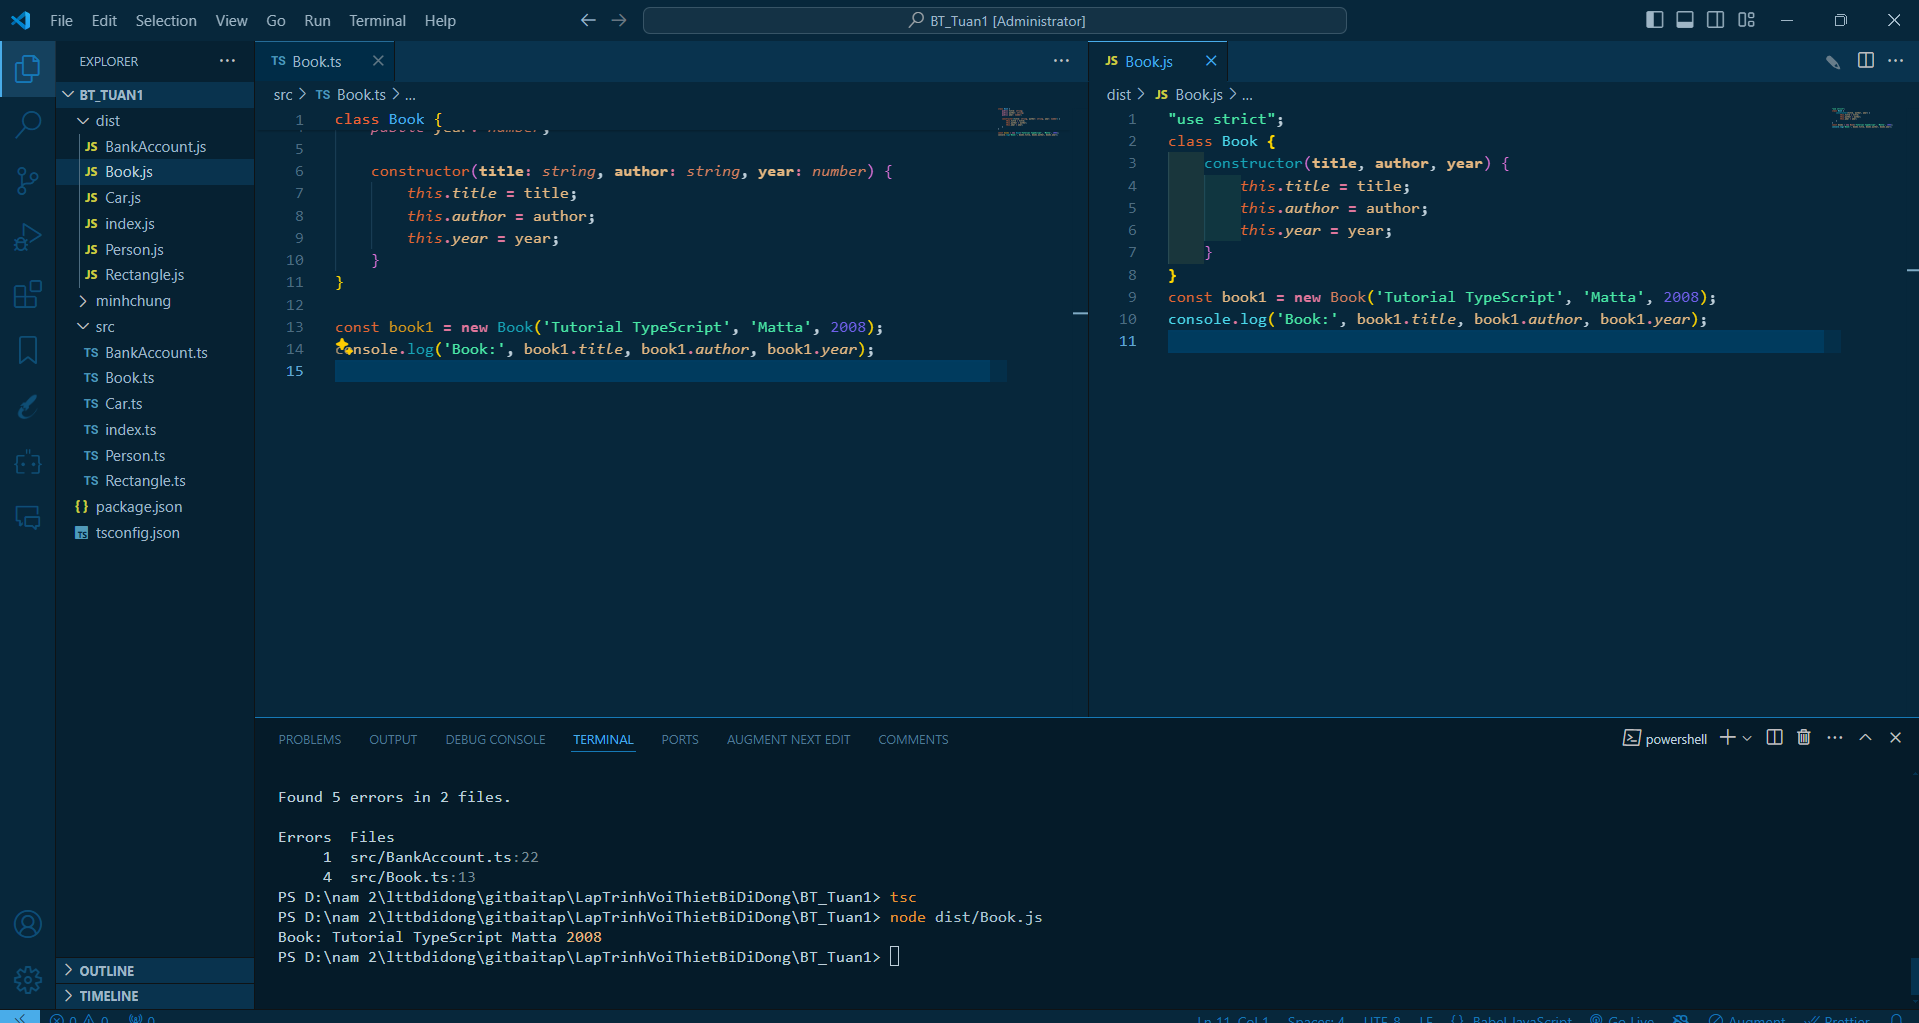 File Edit Selection View Go Run Terminal Help
BT_Tuan1 [Administrator]
EXPLORER
BT_TUAN1
dist
JS BankAccount.js
JS Book.js
JS Car.js
JS index.js
JS Person.js
JS Rectangle.js
minhchung
src
TS BankAccount.ts
TS Book.ts
TS Car.ts
TS index.ts
TS Person.ts
TS Rectangle.ts
{} package.json
TS tsconfig.json
OUTLINE
TIMELINE
TS Book.ts
src > TS Book.ts > ...
1 class Book {
public year: number;
5
6 constructor(title: string, author: string, year: number) {
7 this.title = title;
8 this.author = author;
9 this.year = year;
10 }
11 }
12
13 const book1 = new Book('Tutorial TypeScript', 'Matta', 2008);
14 console.log('Book:', book1.title, book1.author, book1.year);
15
JS Book.js
dist > JS Book.js > ...
1 "use strict";
2 class Book {
3 constructor(title, author, year) {
4 this.title = title;
5 this.author = author;
6 this.year = year;
7 }
8 }
9 const book1 = new Book('Tutorial TypeScript', 'Matta', 2008);
10 console.log('Book:', book1.title, book1.author, book1.year);
11
PROBLEMS OUTPUT DEBUG CONSOLE TERMINAL PORTS AUGMENT NEXT EDIT COMMENTS
powershell
Found 5 errors in 2 files.
Errors Files
1 src/BankAccount.ts:22
4 src/Book.ts:13
PS D:\nam 2\lttbdidong\gitbaitap\LapTrinhVoiThietBiDiDong\BT_Tuan1> tsc
PS D:\nam 2\lttbdidong\gitbaitap\LapTrinhVoiThietBiDiDong\BT_Tuan1> node dist/Book.js
Book: Tutorial TypeScript Matta 2008
PS D:\nam 2\lttbdidong\gitbaitap\LapTrinhVoiThietBiDiDong\BT_Tuan1>
0 0 0 Ln 11, Col 1 Spaces: 4 UTF-8 LF {} Babel JavaScript Go Live Augment Prettier